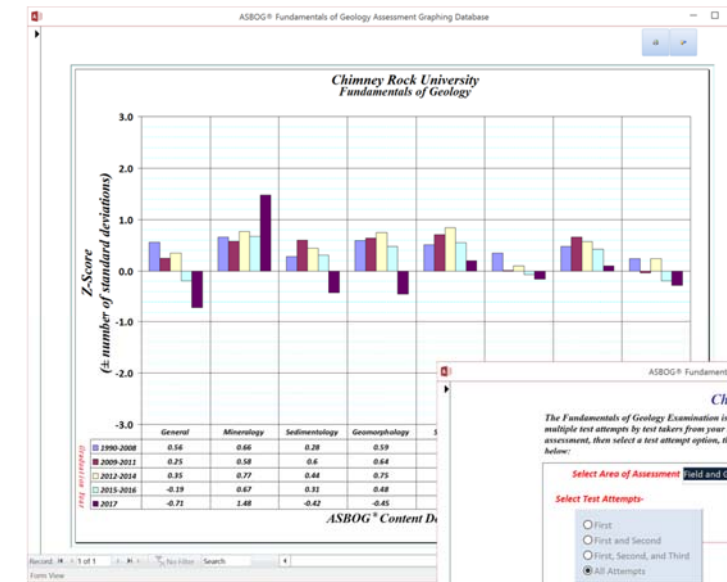 ASBOG® Fundamentals of Geology Assessment Graphing Database
Chimney Rock University
Fundamentals of Geology
3.0
2.0
1.0
0.0
-1.0
-2.0
-3.0
Z-Score
(± number of standard deviations)
General Mineralogy Sedimentology Geomorphology S
Graduation Year
1990-2008 0.56 0.66 0.28 0.59
2009-2011 0.25 0.58 0.6 0.64
2012-2014 0.35 0.77 0.44 0.75
2015-2016 -0.19 0.67 0.31 0.48
2017 -0.71 1.48 -0.42 -0.45
ASBOG® Content Do
Record: 1 of 1 No Filter Search
Form View
ASBOG® Fundament
Ch
The Fundamentals of Geology Examination is
multiple test attempts by test takers from your
assessment, then select a test attempt option, th
below:
Select Area of Assessment Field and G
Select Test Attempts-
First
First and Second
First, Second, and Third
All Attempts